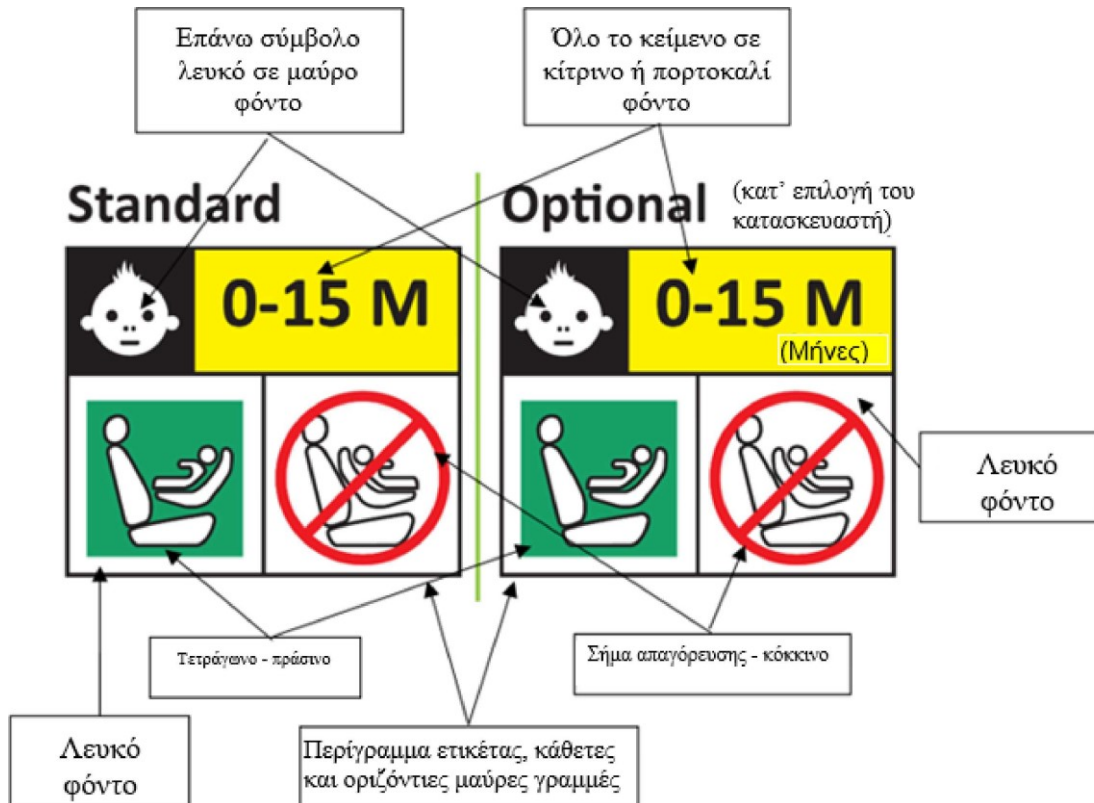 Επάνω σύμβολο
λευκό σε μαύρο
φόντο
Όλο το κείμενο σε
κίτρινο ή πορτοκαλί
φόντο
Standard
Optional
(κατ’ επιλογή του
κατασκευαστή)
0-15 M
0-15 M
(Μήνες)
Λευκό
φόντο
Τετράγωνο - πράσινο
Σήμα απαγόρευσης - κόκκινο
Λευκό
φόντο
Περίγραμμα ετικέτας, κάθετες
και οριζόντιες μαύρες γραμμές